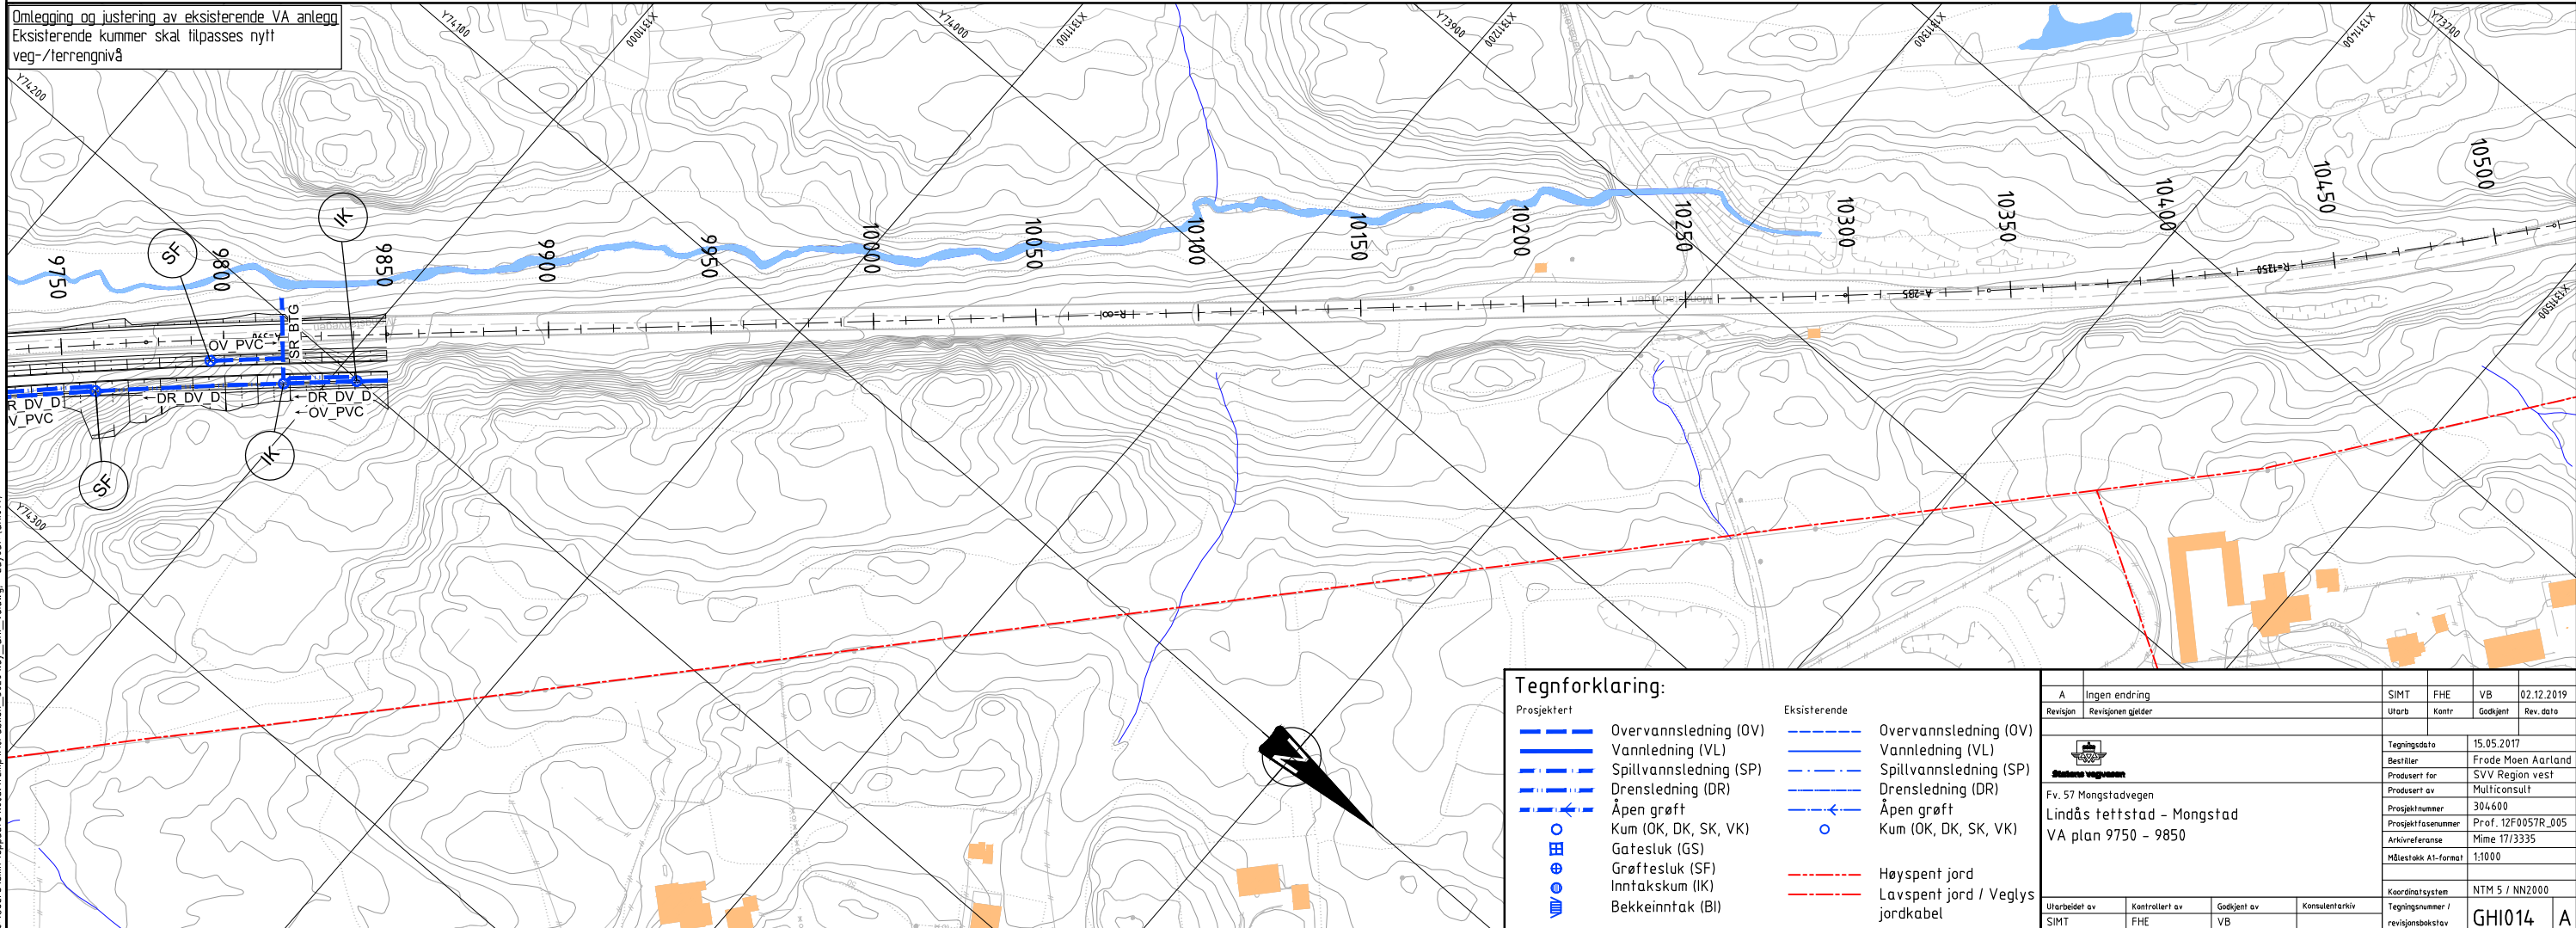 Omlegging og justering av eksisterende VA anlegg
Eksisterende kummer skal tilpasses nytt
veg-/terrengnivå
Y74200
Y74100
X131000
Y74000
X131100
Y73900
X131200
X131300
X131400
Y73700
X131500
Y74300
9750
9800
9850
9900
9950
10000
10050
10100
10150
10200
10250
10300
10350
10400
10450
10500
SF
IK
SF
IK
OV_PVC
SR_BTG
R_DV_D
V_PVC
DR_DV_D
DR_DV_D
OV_PVC
R=∞
A=285
R=1250
N
Tegnforklaring:
Prosjektert
Overvannsledning (OV)
Vannledning (VL)
Spillvannsledning (SP)
Drensledning (DR)
Åpen grøft
Kum (OK, DK, SK, VK)
Gatesluk (GS)
Grøftesluk (SF)
Inntakskum (IK)
Bekkeinntak (BI)
Eksisterende
Overvannsledning (OV)
Vannledning (VL)
Spillvannsledning (SP)
Drensledning (DR)
Åpen grøft
Kum (OK, DK, SK, VK)
Høyspent jord
Lavspent jord / Veglys
jordkabel
A Ingen endring SIMT FHE VB 02.12.2019
Revisjon Revisjonen gjelder Utarb Kontr Godkjent Rev. dato
Statens vegvesen
Fv. 57 Mongstadvegen
Lindås tettstad - Mongstad
VA plan 9750 - 9850
Tegningsdato 15.05.2017
Bestiller Frode Moen Aarland
Produsert for SVV Region vest
Produsert av Multiconsult
Prosjektnummer 304600
Prosjektfasenummer Prof. 12F0057R_005
Arkivreferanse Mime 17/3335
Målestokk A1-format 1:1000
Koordinatsystem NTM 5 / NN2000
Utarbeidet av Kontrollert av Godkjent av Konsulentarkiv
SIMT FHE VB
Tegningsnummer /
revisjonsbokstav GHI014 A